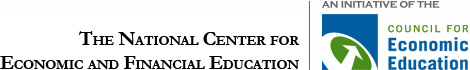 THE NATIONAL CENTER FOR
ECONOMIC AND FINANCIAL EDUCATION
AN INITIATIVE OF THE
COUNCIL FOR
Economic
Education